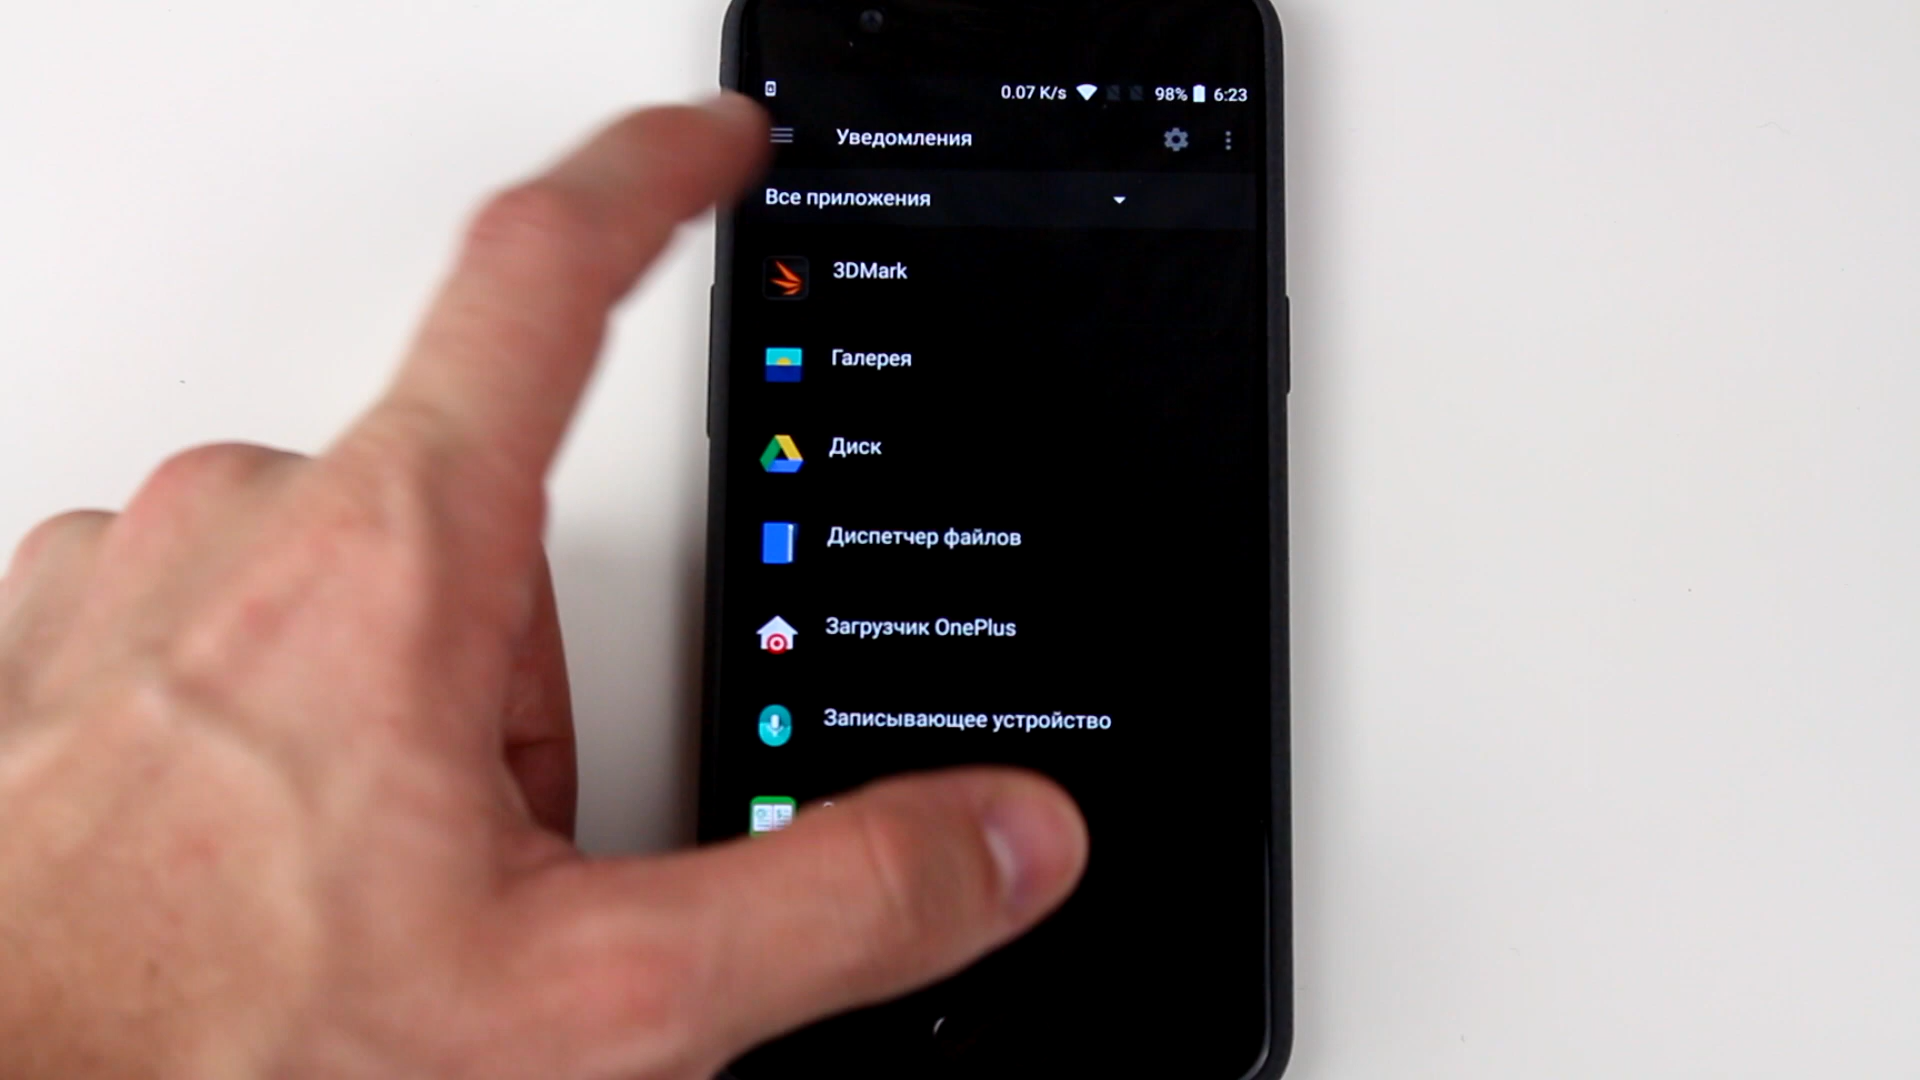 0.07 K/s 98% 6:23
Уведомления
Все приложения
3DMark
Галерея
Диск
Диспетчер файлов
Загрузчик OnePlus
Записывающее устройство